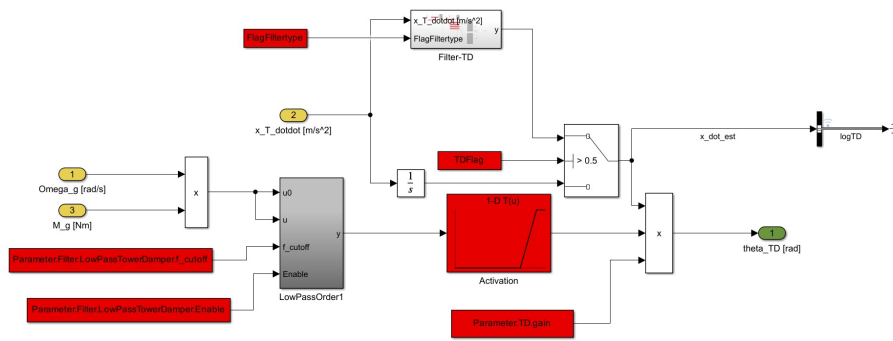 x_T_dotdot [m/s^2]
FlagFiltertype
FlagFiltertype
y
Filter-TD
2
x_T_dotdot [m/s^2]
x_dot_est
logTD
TDFlag
> 0.5
1
Omega_g [rad/s]
x
3
M_g [Nm]
1
s
u0
u
f_cutoff
Enable
y
LowPassOrder1
1-D T(u)
Activation
x
1
theta_TD [rad]
Parameter.Filter.LowPassTowerDamper.f_cutoff
Parameter.Filter.LowPassTowerDamper.Enable
Parameter.TD.gain